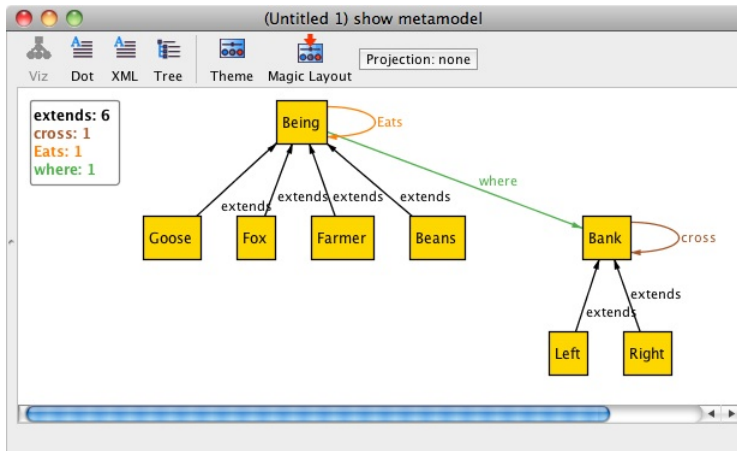 (Untitled 1) show metamodel
Viz Dot XML Tree Theme Magic Layout Projection: none
extends: 6
cross: 1
Eats: 1
where: 1
Being Eats
where
extends extends extends extends
Goose Fox Farmer Beans
Bank cross
extends
extends
Left Right